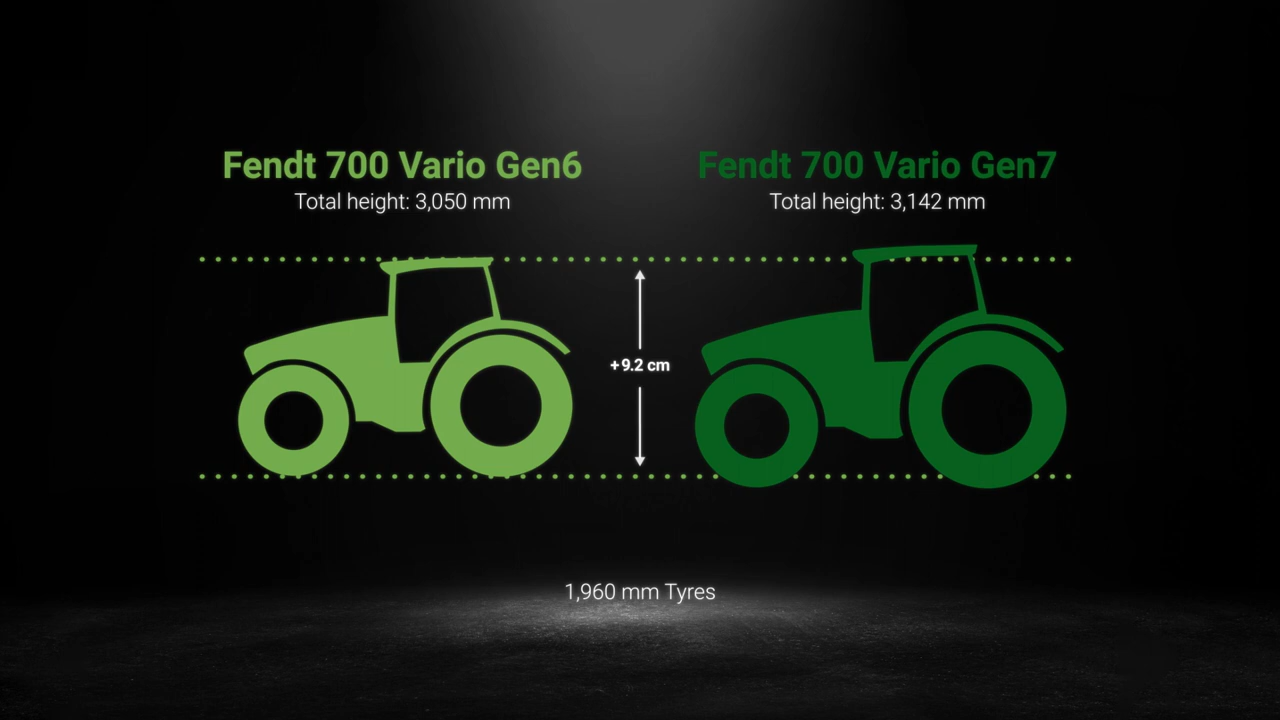 Fendt 700 Vario Gen6
Total height: 3,050 mm
Fendt 700 Vario Gen7
Total height: 3,142 mm
+9.2 cm
1,960 mm Tyres